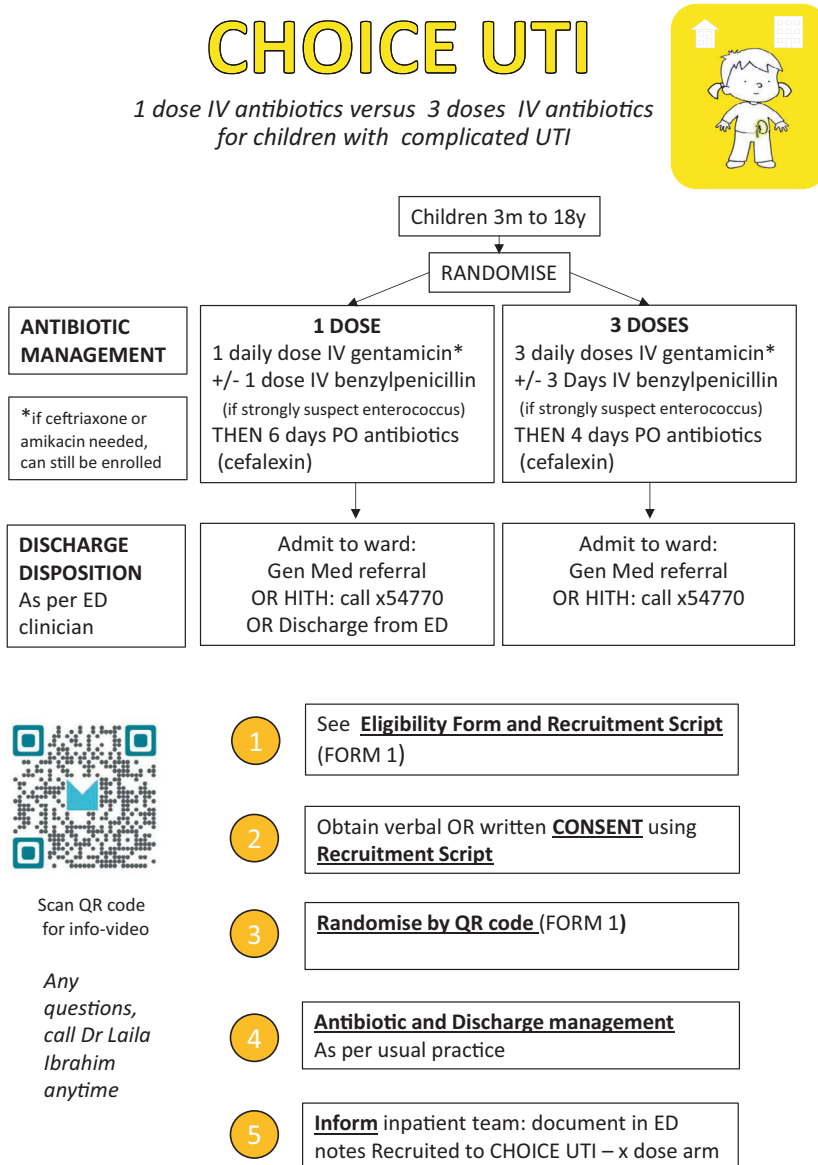 CHOICE UTI
1 dose IV antibiotics versus 3 doses IV antibiotics
for children with complicated UTI
Children 3m to 18y
RANDOMISE
ANTIBIOTIC
MANAGEMENT
*if ceftriaxone or
amikacin needed,
can still be enrolled
1 DOSE
1 daily dose IV gentamicin*
+/- 1 dose IV benzylpenicillin
(if strongly suspect enterococcus)
THEN 6 days PO antibiotics
(cefalexin)
3 DOSES
3 daily doses IV gentamicin*
+/- 3 Days IV benzylpenicillin
(if strongly suspect enterococcus)
THEN 4 days PO antibiotics
(cefalexin)
DISCHARGE
DISPOSITION
As per ED
clinician
Admit to ward:
Gen Med referral
OR HITH: call x54770
OR Discharge from ED
Admit to ward:
Gen Med referral
OR HITH: call x54770
Scan QR code
for info-video
Any
questions,
call Dr Laila
Ibrahim
anytime
1
See Eligibility Form and Recruitment Script
(FORM 1)
2
Obtain verbal OR written CONSENT using
Recruitment Script
3
Randomise by QR code (FORM 1)
4
Antibiotic and Discharge management
As per usual practice
5
Inform inpatient team: document in ED
notes Recruited to CHOICE UTI – x dose arm